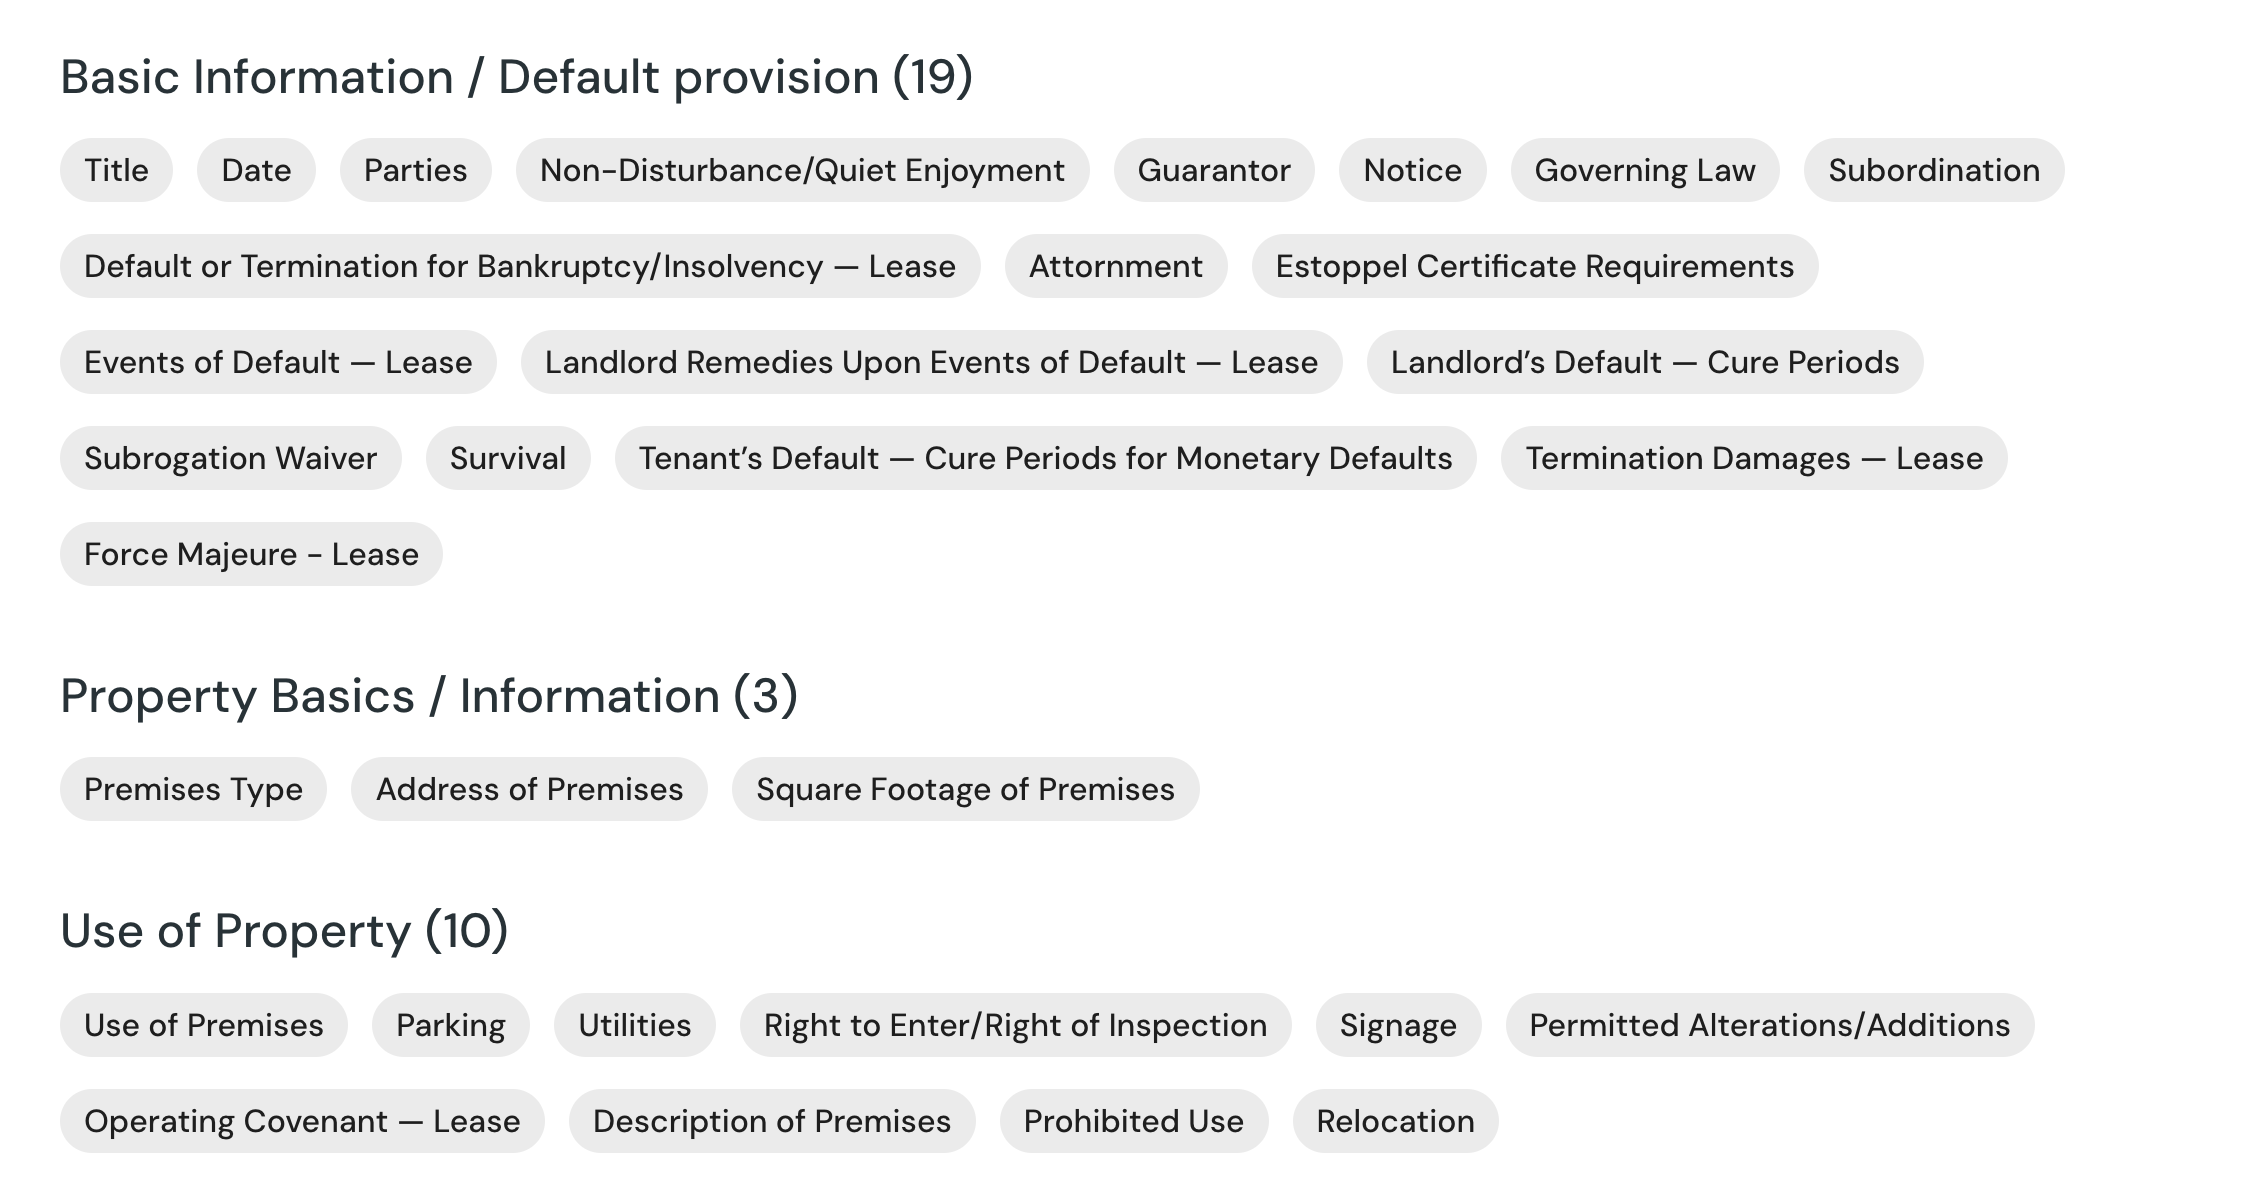 Basic Information / Default provision (19)
Title Date Parties Non-Disturbance/Quiet Enjoyment Guarantor Notice Governing Law Subordination
Default or Termination for Bankruptcy/Insolvency — Lease Attornment Estoppel Certificate Requirements
Events of Default — Lease Landlord Remedies Upon Events of Default — Lease Landlord’s Default — Cure Periods
Subrogation Waiver Survival Tenant’s Default — Cure Periods for Monetary Defaults Termination Damages — Lease
Force Majeure - Lease
Property Basics / Information (3)
Premises Type Address of Premises Square Footage of Premises
Use of Property (10)
Use of Premises Parking Utilities Right to Enter/Right of Inspection Signage Permitted Alterations/Additions
Operating Covenant — Lease Description of Premises Prohibited Use Relocation